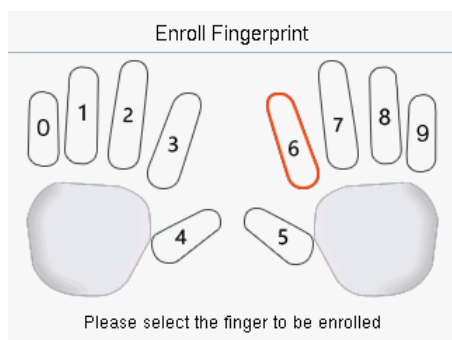 Enroll Fingerprint
0 1 2 3 4 5 6 7 8 9
Please select the finger to be enrolled